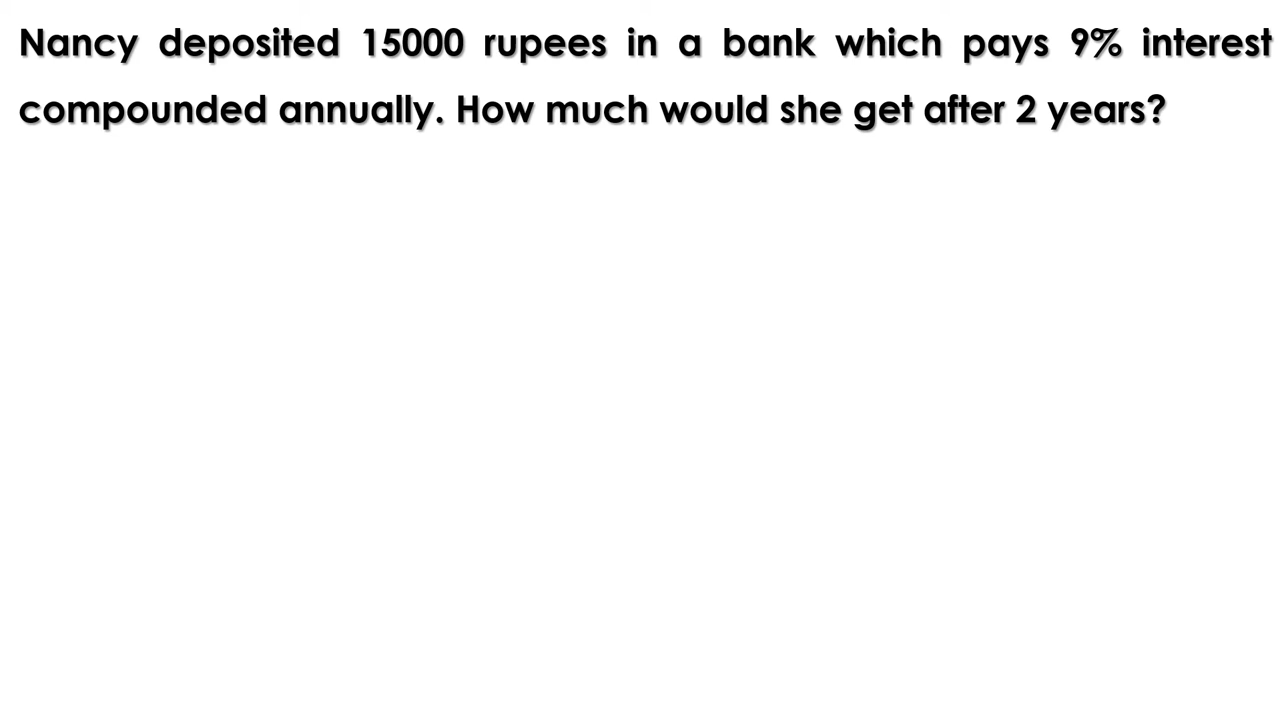 Nancy deposited 15000 rupees in a bank which pays 9% interest
compounded annually. How much would she get after 2 years?